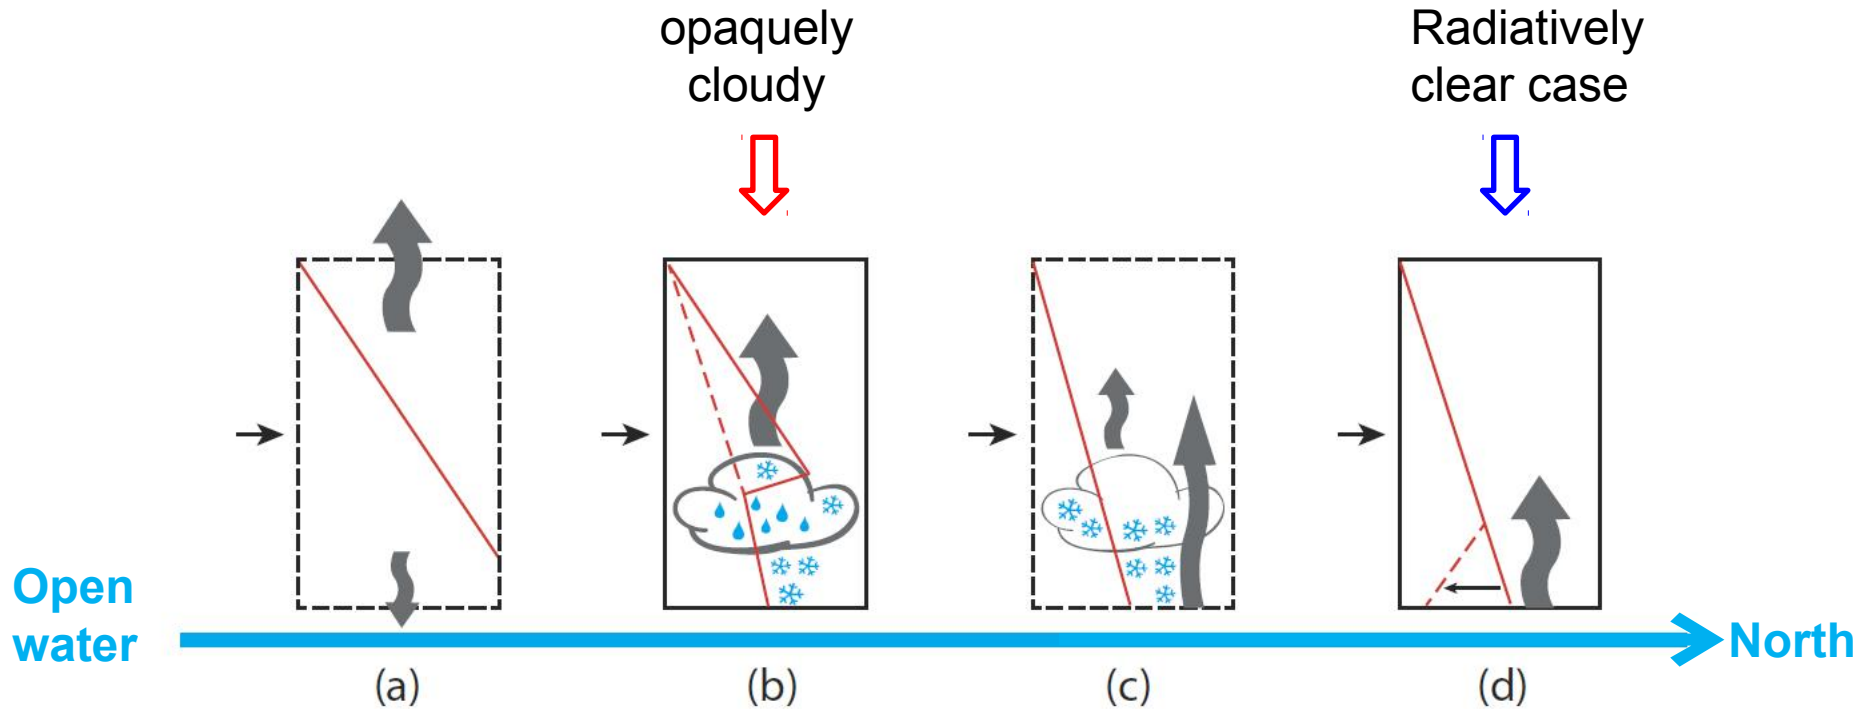 opaquely
cloudy
Radiatively
clear case
Open
water
North
(a)
(b)
(c)
(d)